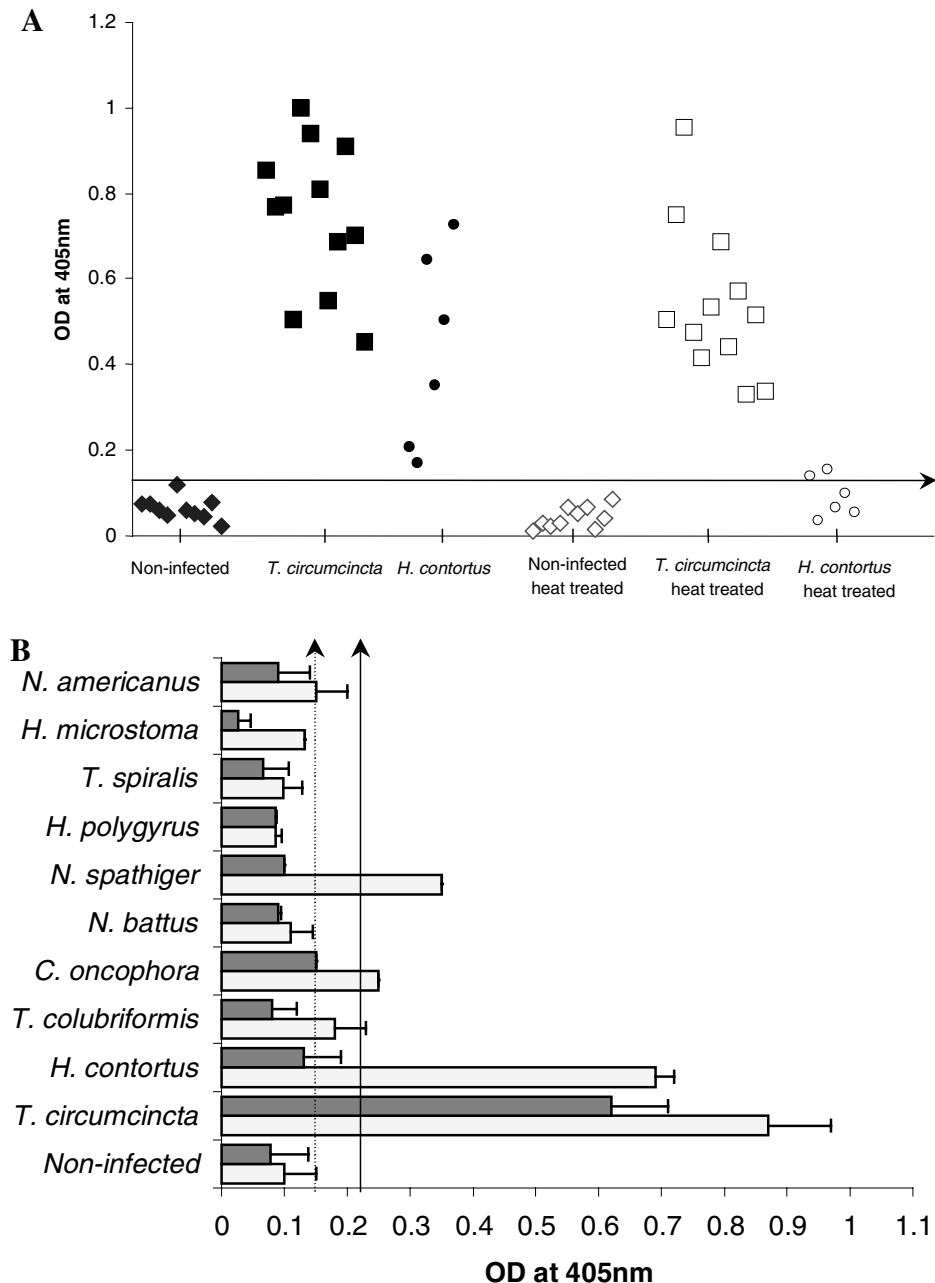 A
1.2
1
0.8
0.6
0.4
0.2
0
OD at 405nm
Non-infected
T. circumcincta
H. contortus
Non-infected
heat treated
T. circumcincta
heat treated
H. contortus
heat treated
B
N. americanus
H. microstoma
T. spiralis
H. polygyrus
N. spathiger
N. battus
C. oncophora
T. colubriformis
H. contortus
T. circumcincta
Non-infected
0 0.1 0.2 0.3 0.4 0.5 0.6 0.7 0.8 0.9 1 1.1
OD at 405nm